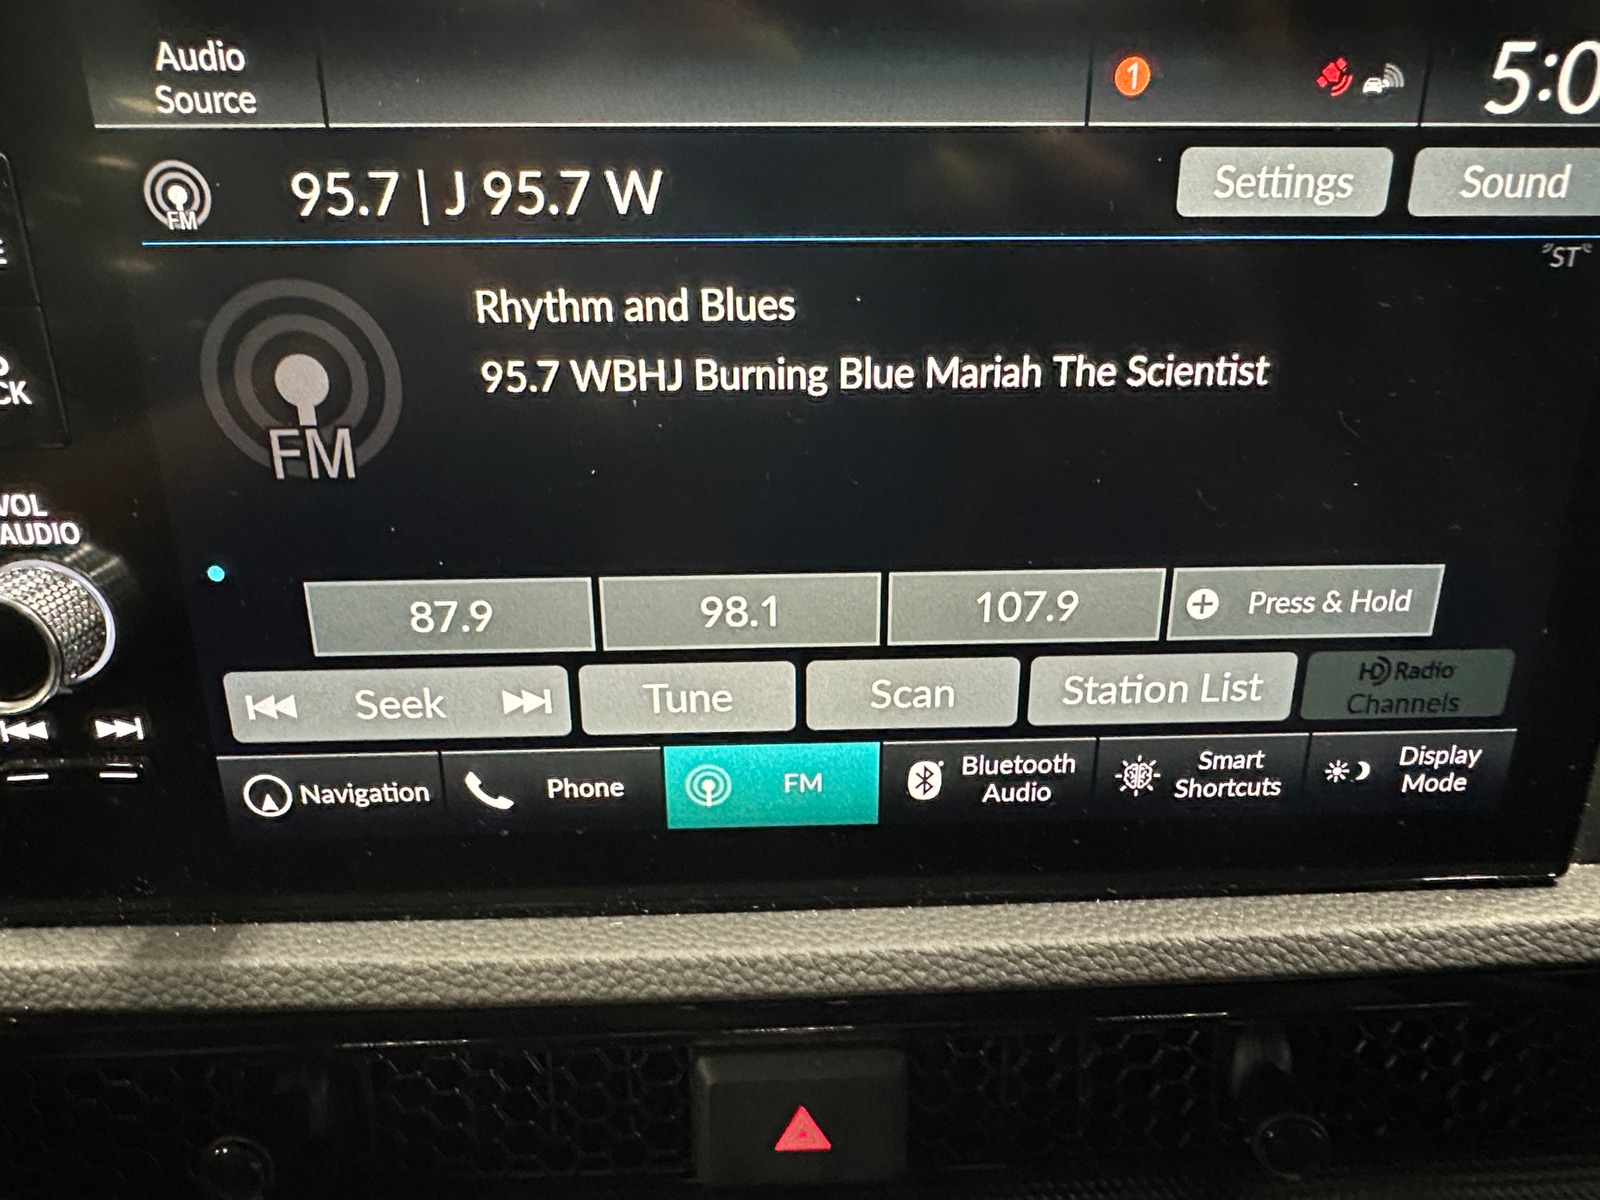 Audio
Source
1
5:0
FM
95.7 | J 95.7 W
Settings
Sound
"ST"
Rhythm and Blues
95.7 WBHJ Burning Blue Mariah The Scientist
FM
CK
VOL
AUDIO
87.9
98.1
107.9
Press & Hold
Seek
Tune
Scan
Station List
HD Radio
Channels
Navigation
Phone
FM
Bluetooth
Audio
Smart
Shortcuts
Display
Mode